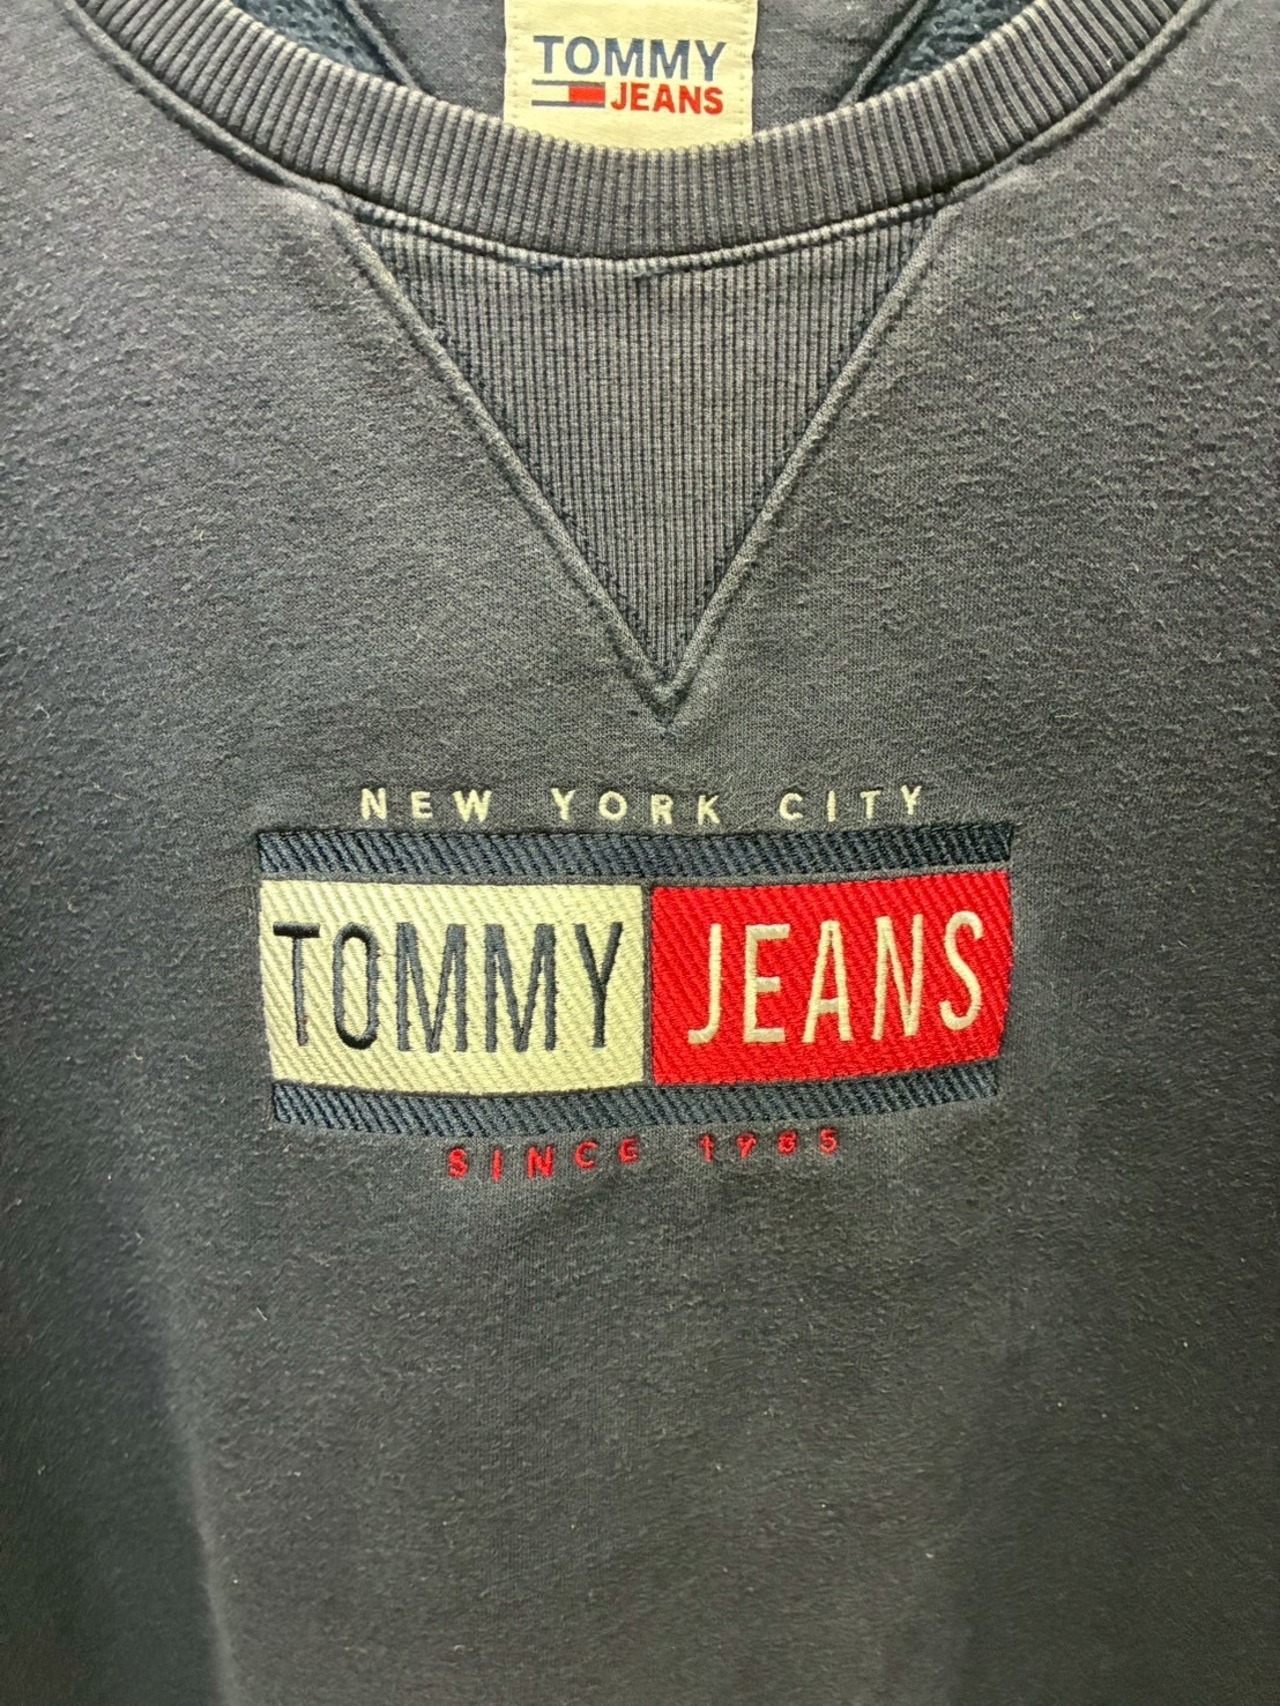 TOMMY
JEANS
NEW YORK CITY
TOMMY JEANS
SINCE 1985